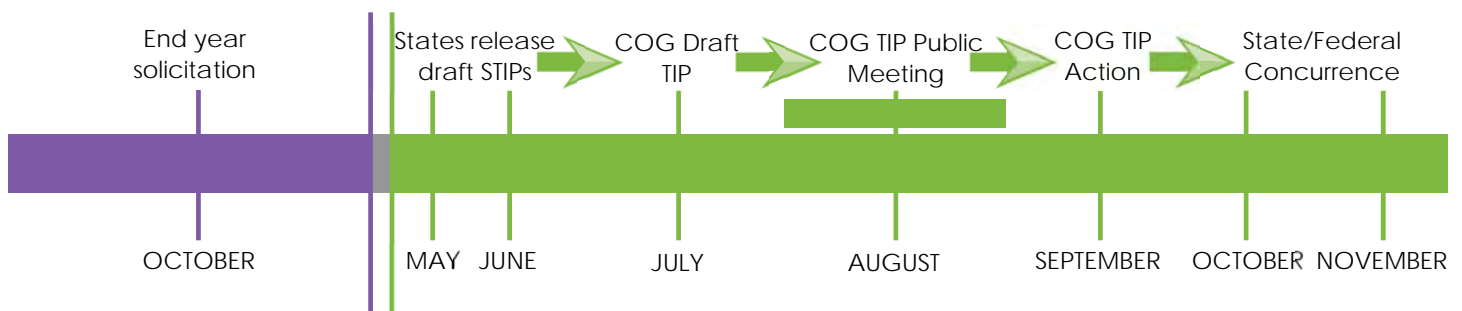 End year
solicitation
States release
draft STIPs
COG Draft
TIP
COG TIP Public
Meeting
COG TIP
Action
State/Federal
Concurrence
OCTOBER
MAY
JUNE
JULY
AUGUST
SEPTEMBER
OCTOBER
NOVEMBER